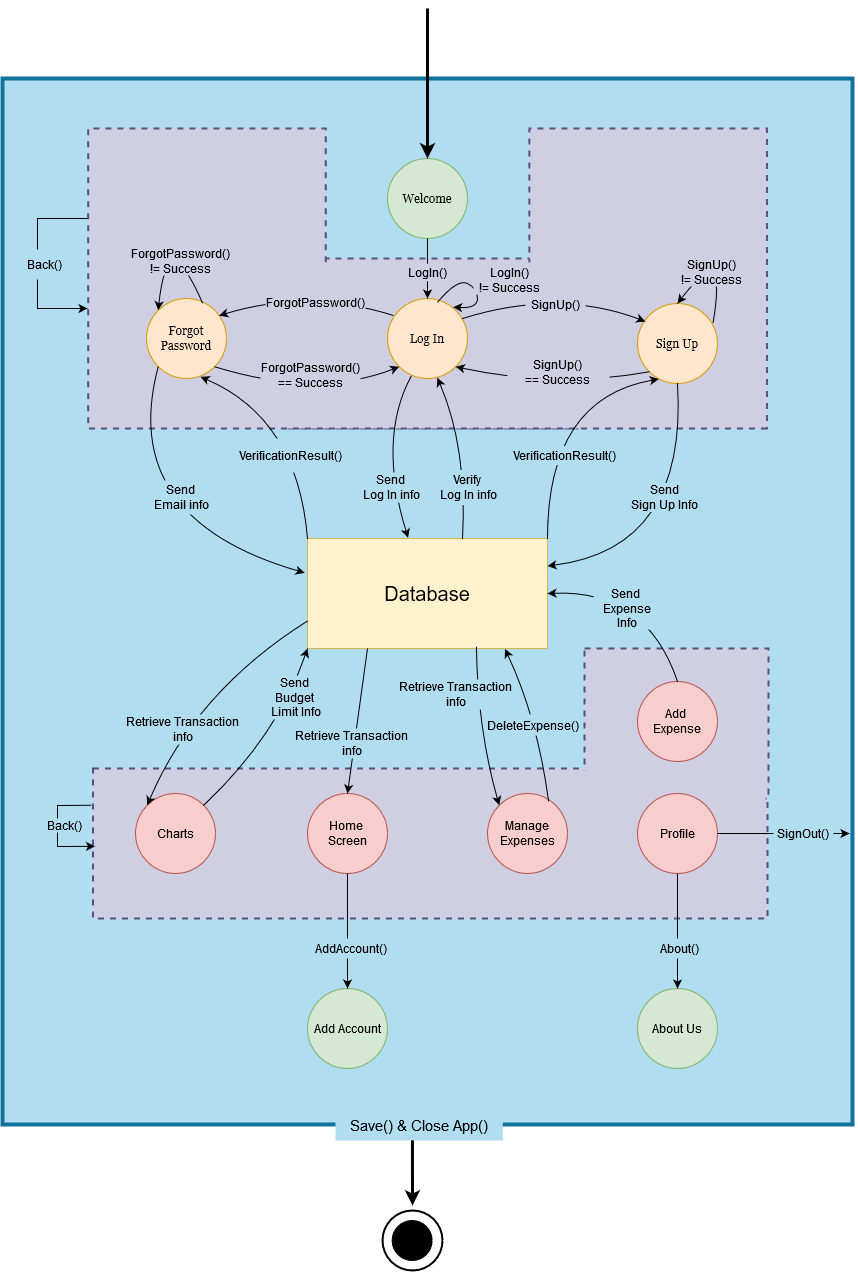 Welcome
LogIn()
LogIn()
!= Success
ForgotPassword()
!= Success
SignUp()
!= Success
Back()
ForgotPassword()
SignUp()
Forgot
Password
Log In
Sign Up
ForgotPassword()
== Success
SignUp()
== Success
VerificationResult()
VerificationResult()
Send
Email info
Send
Log In info
Verify
Log In info
Send
Sign Up Info
Database
Send
Expense
Info
Send
Budget
Limit Info
Retrieve Transaction
info
Retrieve Transaction
info
Retrieve Transaction
info
DeleteExpense()
Add
Expense
Back()
Charts
Home
Screen
Manage
Expenses
Profile
SignOut()
AddAccount()
About()
Add Account
About Us
Save() & Close App()